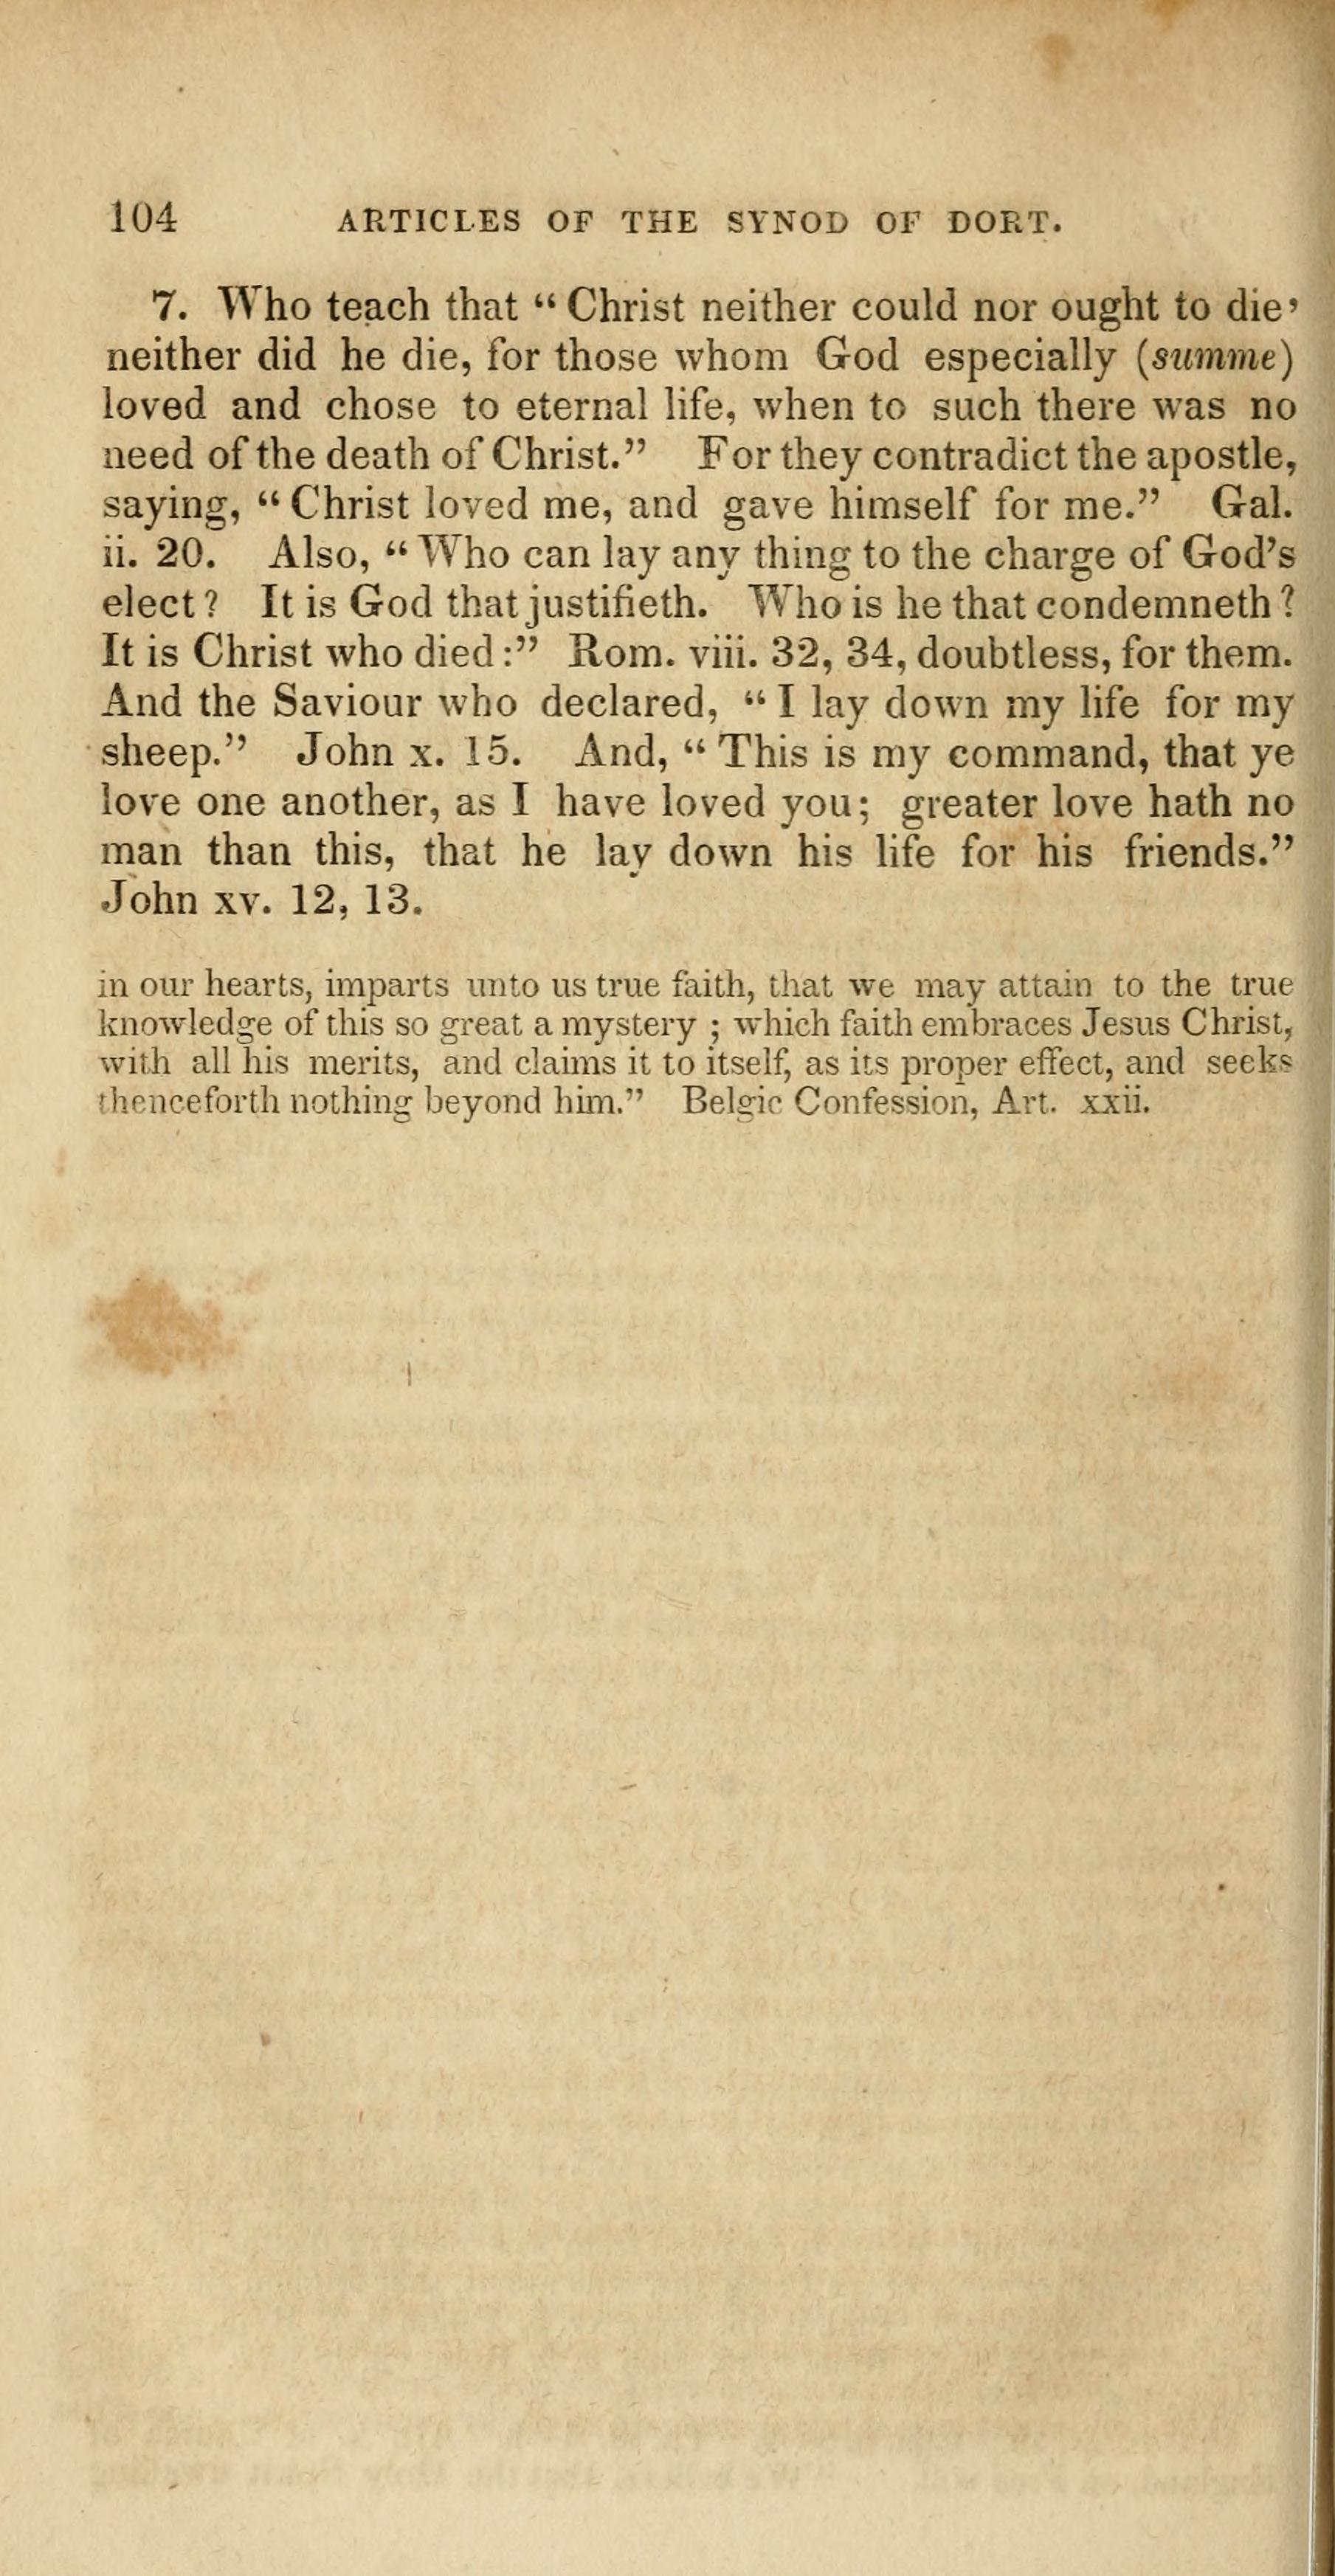 104 ARTICLES OF THE SYNOD OF DORT.
7. Who teach that “Christ neither could nor ought to die’
neither did he die, for those whom God especially (summe)
loved and chose to eternal life, when to such there was no
need of the death of Christ.” For they contradict the apostle,
saying, “Christ loved me, and gave himself for me.” Gal.
ii. 20. Also, “Who can lay any thing to the charge of God’s
elect? It is God that justifieth. Who is he that condemneth?
It is Christ who died:” Rom. viii. 32, 34, doubtless, for them.
And the Saviour who declared, “I lay down my life for my
sheep.” John x. 15. And, “This is my command, that ye
love one another, as I have loved you; greater love hath no
man than this, that he lay down his life for his friends.”
John xv. 12, 13.
in our hearts, imparts unto us true faith, that we may attain to the true
knowledge of this so great a mystery; which faith embraces Jesus Christ,
with all his merits, and claims it to itself, as its proper effect, and seeks
thenceforth nothing beyond him.” Belgic Confession, Art. xxii.